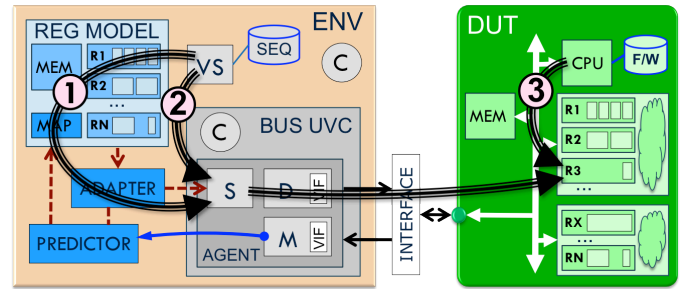 REG MODEL
ENV
DUT
MEM
R1
R2
...
RN
MAP
1
VS
2
SEQ
C
C
BUS UVC
ADAPTER
PREDICTOR
S
D
VIF
M
VIF
AGENT
INTERFACE
CPU
F/W
3
MEM
R1
R2
R3
...
RX
...
RN